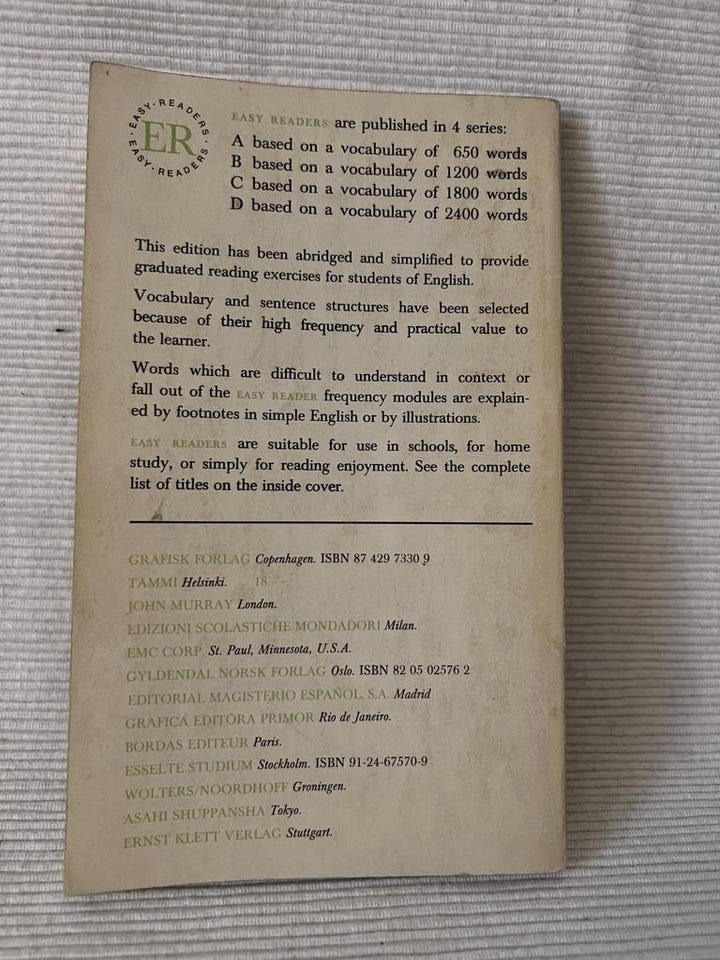 EASY·READERS·EASY·READERS·
ER
EASY READERS are published in 4 series:
A based on a vocabulary of 650 words
B based on a vocabulary of 1200 words
C based on a vocabulary of 1800 words
D based on a vocabulary of 2400 words
This edition has been abridged and simplified to provide
graduated reading exercises for students of English.
Vocabulary and sentence structures have been selected
because of their high frequency and practical value to
the learner.
Words which are difficult to understand in context or
fall out of the EASY READER frequency modules are explain-
ed by footnotes in simple English or by illustrations.
EASY READERS are suitable for use in schools, for home
study, or simply for reading enjoyment. See the complete
list of titles on the inside cover.
GRAFISK FORLAG Copenhagen. ISBN 87 429 7330 9
TAMMI Helsinki. 18
JOHN MURRAY London.
EDIZIONI SCOLASTICHE MONDADORI Milan.
EMC CORP. St. Paul, Minnesota, U.S.A.
GYLDENDAL NORSK FORLAG Oslo. ISBN 82 05 02576 2
EDITORIAL MAGISTERIO ESPAÑOL, S.A. Madrid
GRAFICA EDITÔRA PRIMOR Rio de Janeiro.
BORDAS EDITEUR Paris.
ESSELTE STUDIUM Stockholm. ISBN 91-24-67570-9
WOLTERS/NOORDHOFF Groningen.
ASAHI SHUPPANSHA Tokyo.
ERNST KLETT VERLAG Stuttgart.